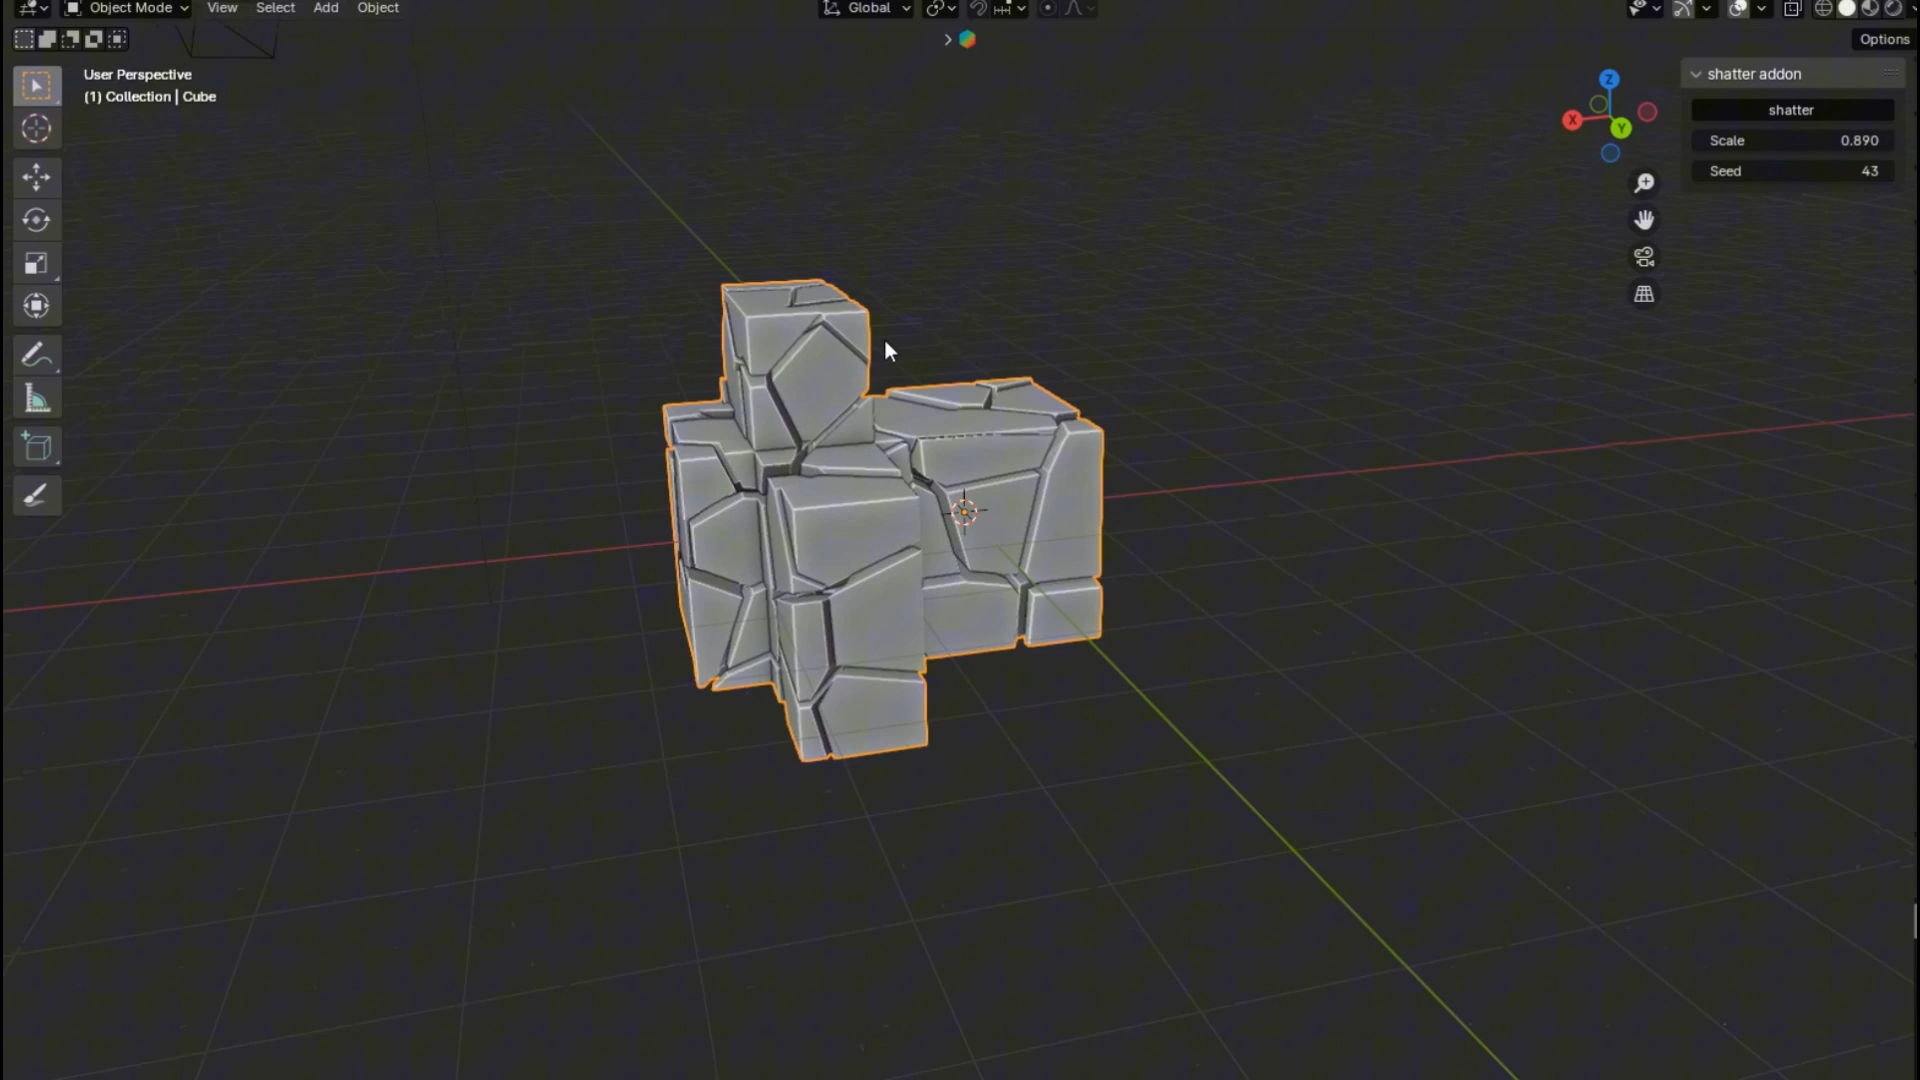 Object Mode View Select Add Object Global
Options
User Perspective
(1) Collection | Cube
shatter addon
shatter
Scale 0.890
Seed 43
Z
X
Y